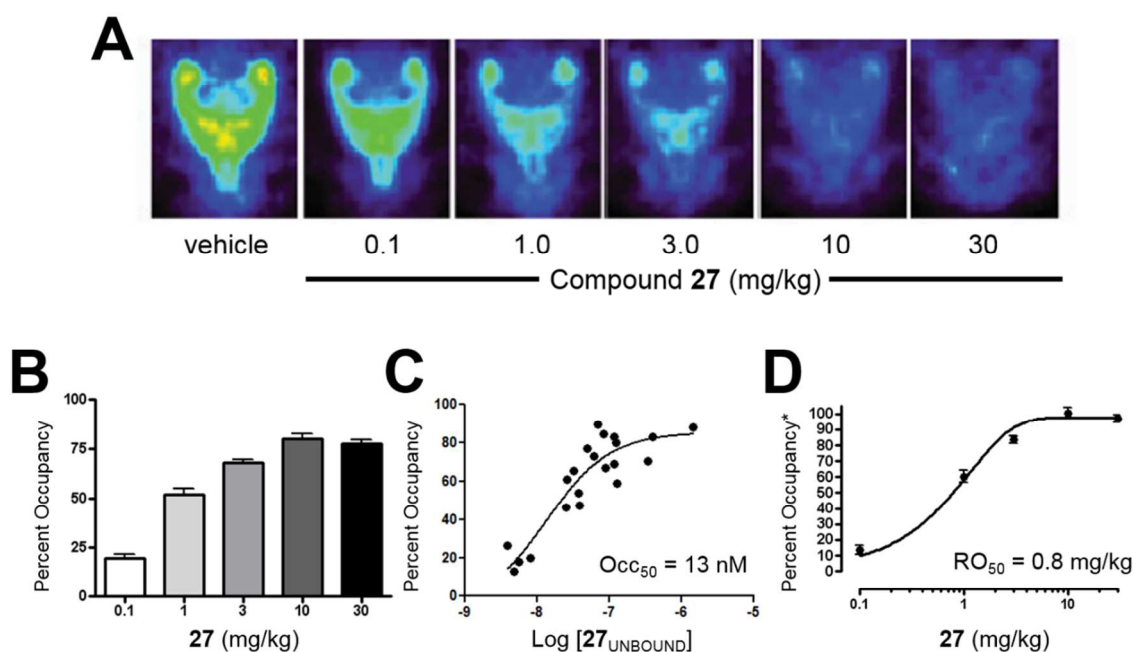 A
vehicle 0.1 1.0 3.0 10 30
Compound 27 (mg/kg)
B
Percent Occupancy
75
50
25
0
0.1 1 3 10 30
27 (mg/kg)
C
Percent Occupancy
100
80
60
40
20
0
Occ50 = 13 nM
-9 -8 -7 -6 -5
Log [27UNBOUND]
D
Percent Occupancy*
100
90
80
70
60
50
40
30
20
10
0
RO50 = 0.8 mg/kg
0.1 1 10
27 (mg/kg)